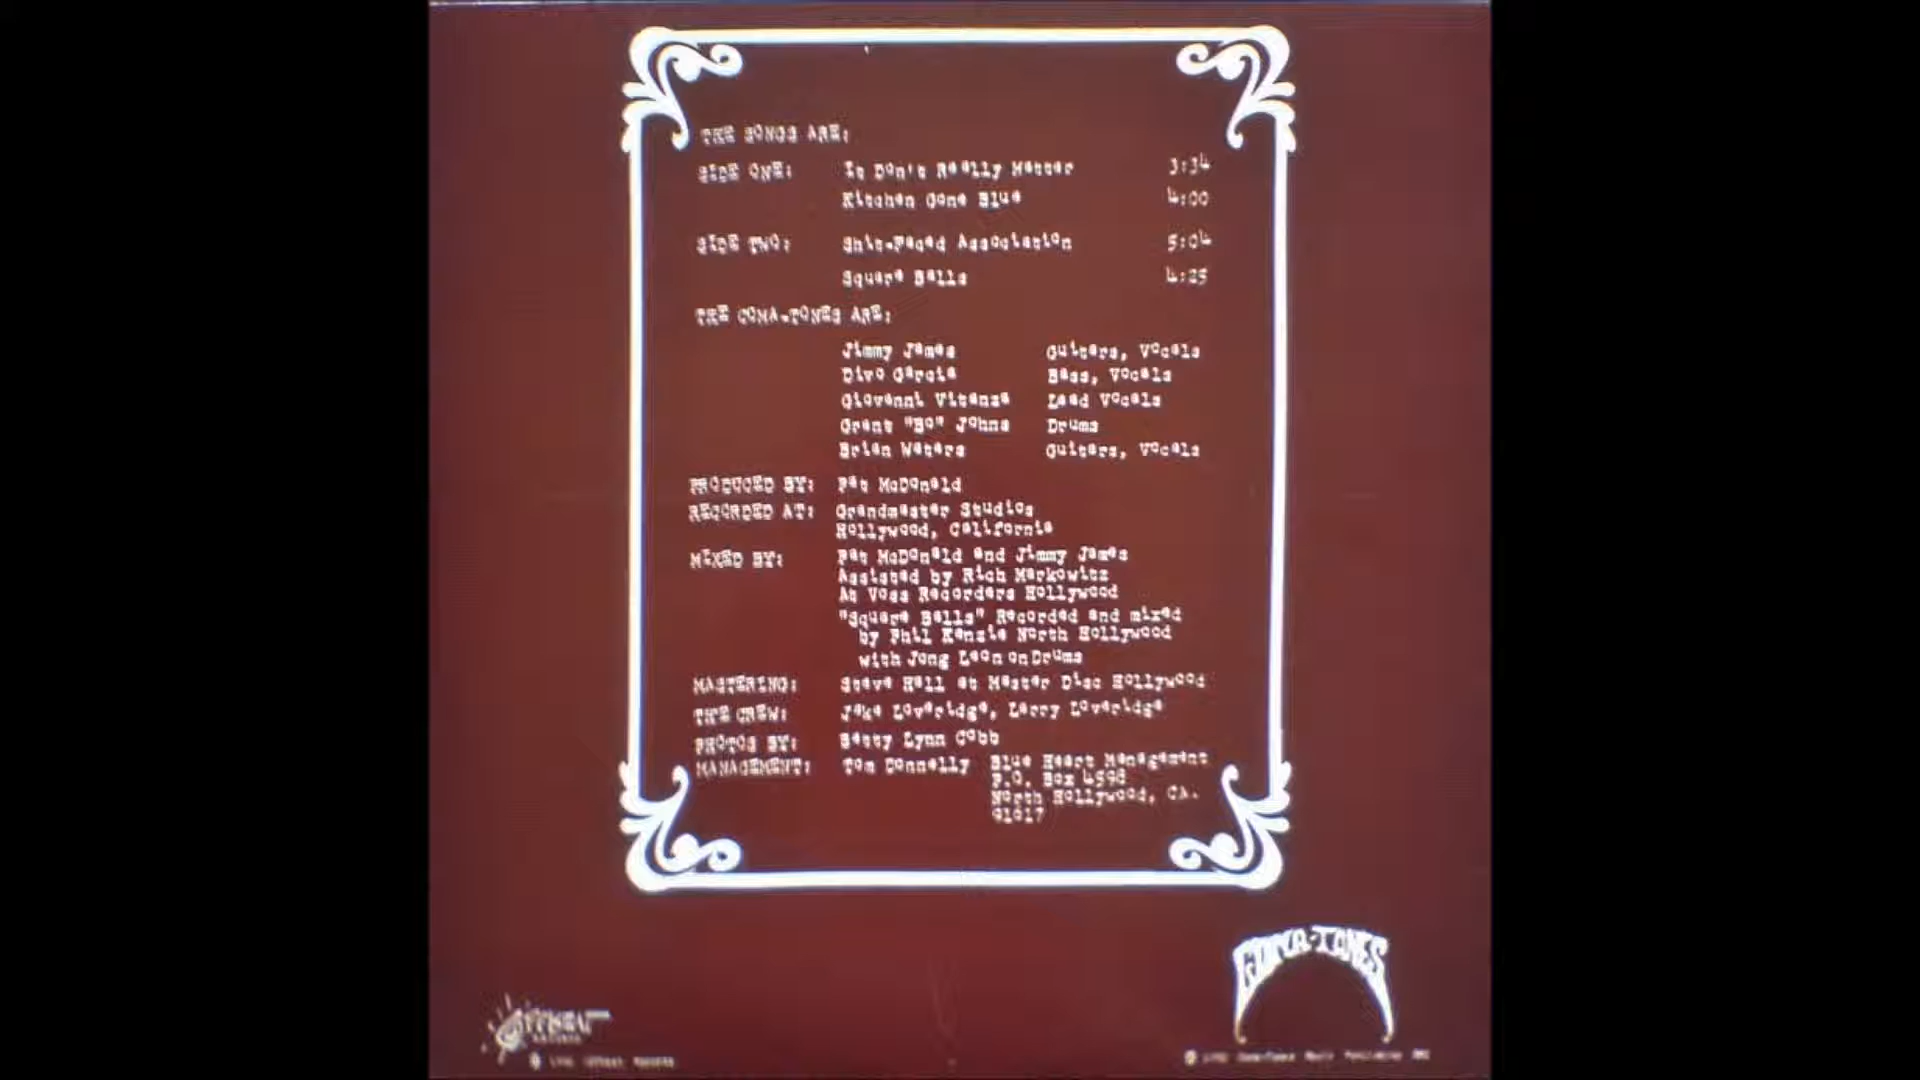 THE SONGS ARE:
SIDE ONE: It Don't Really Matter 3:34
Kitchen Gone Blue 4:00
SIDE TWO: Shit-Faced Association 5:04
Square Balls 4:25
THE COMA-TONES ARE:
Jimmy James Guitars, Vocals
Divo Garcia Bass, Vocals
Giovanni Vitanza Lead Vocals
Grant "Bo" Johns Drums
Brian Waters Guitars, Vocals
PRODUCED BY: Pat McDonald
RECORDED AT: Grandmaster Studios
Hollywood, California
MIXED BY: Pat McDonald and Jimmy James
Assisted by Rich Markowitz
At Voss Recorders Hollywood
"Square Balls" Recorded and mixed
by Phil Kenzie North Hollywood
with Jong Leon on Drums
MASTERING: Steve Hall at Master Disc Hollywood
THE CREW: Jake Loveridge, Larry Loveridge
PHOTOS BY: Betty Lynn Cobb
MANAGEMENT: Tom Donnelly Blue Heart Management
P.O. Box 4598
North Hollywood, CA.
91617
COMA-TONES
Records